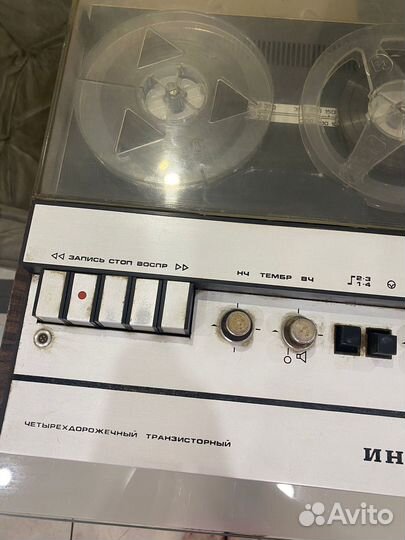 ◁◁ ЗАПИСЬ СТОП ВОСПР ▷▷
НЧ ТЕМБР ВЧ
2·3
1·4
ЧЕТЫРЕХДОРОЖЕЧНЫЙ ТРАНЗИСТОРНЫЙ
ИН
Avito